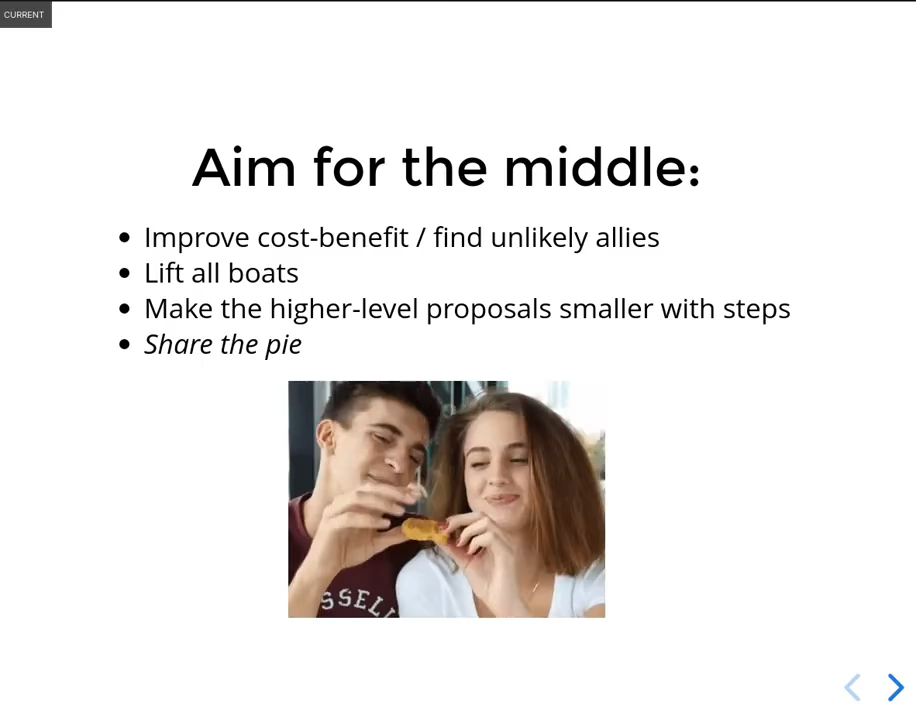 CURRENT
Aim for the middle:
Improve cost-benefit / find unlikely allies
Lift all boats
Make the higher-level proposals smaller with steps
Share the pie
SSELL